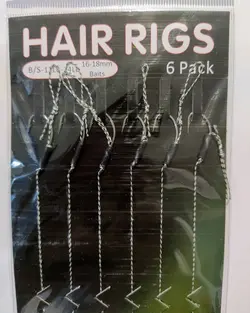 HAIR RIGS
6 Pack
16-18mm
Baits